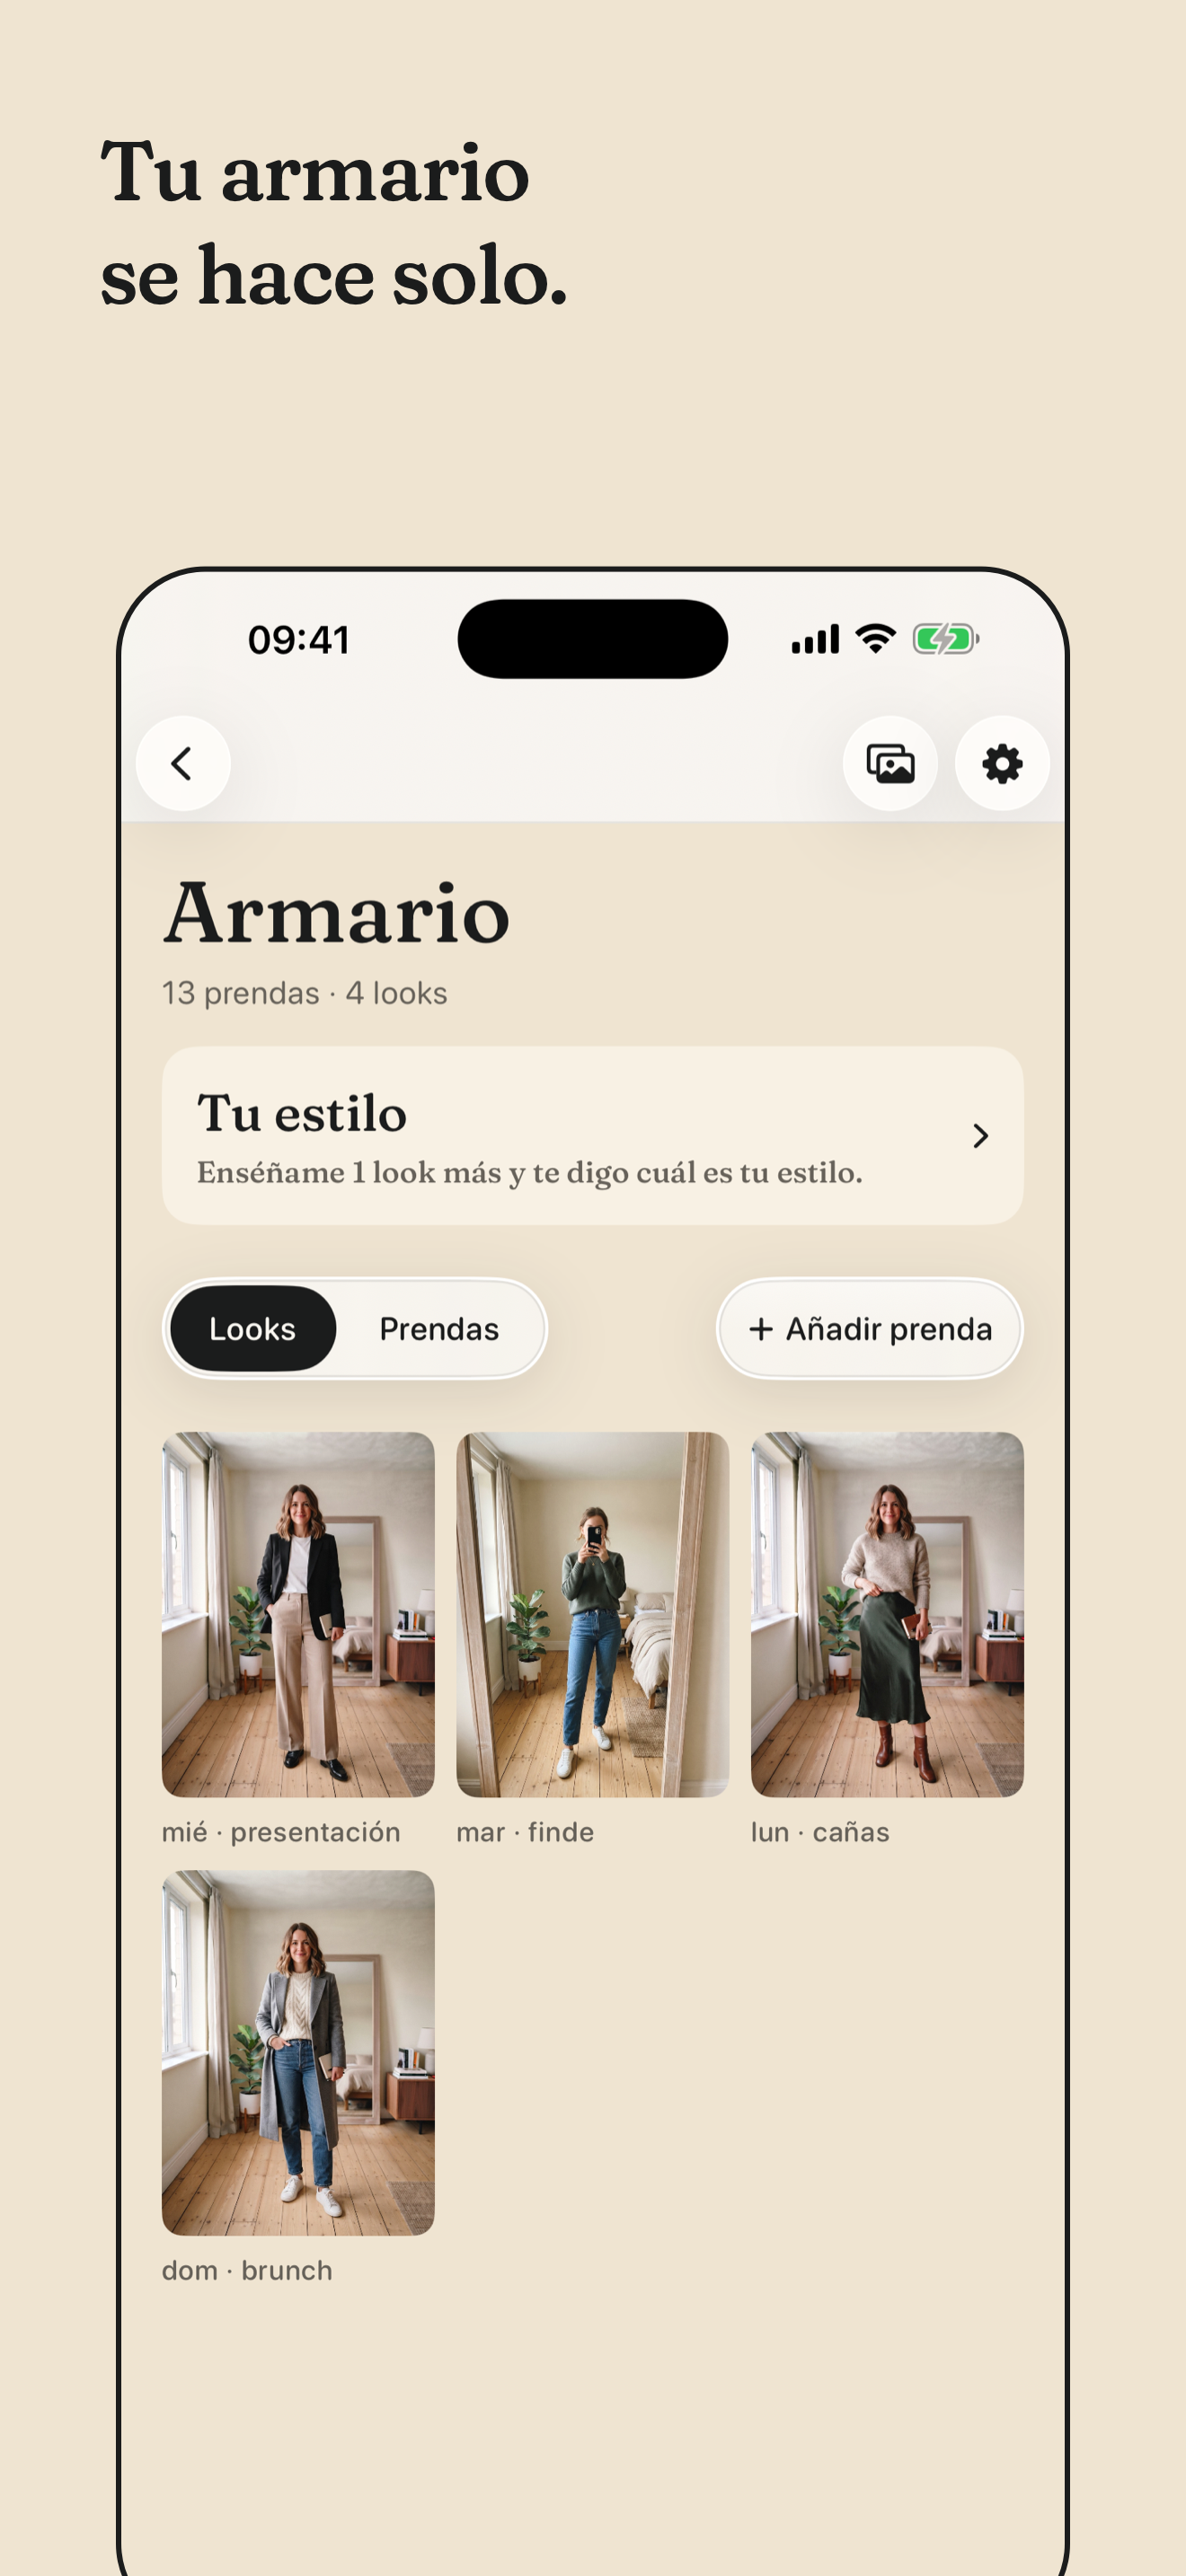 Tu armario
se hace solo.
09:41
Armario
13 prendas · 4 looks
Tu estilo
Enséñame 1 look más y te digo cuál es tu estilo.
Looks
Prendas
+ Añadir prenda
mié · presentación
mar · finde
lun · cañas
dom · brunch